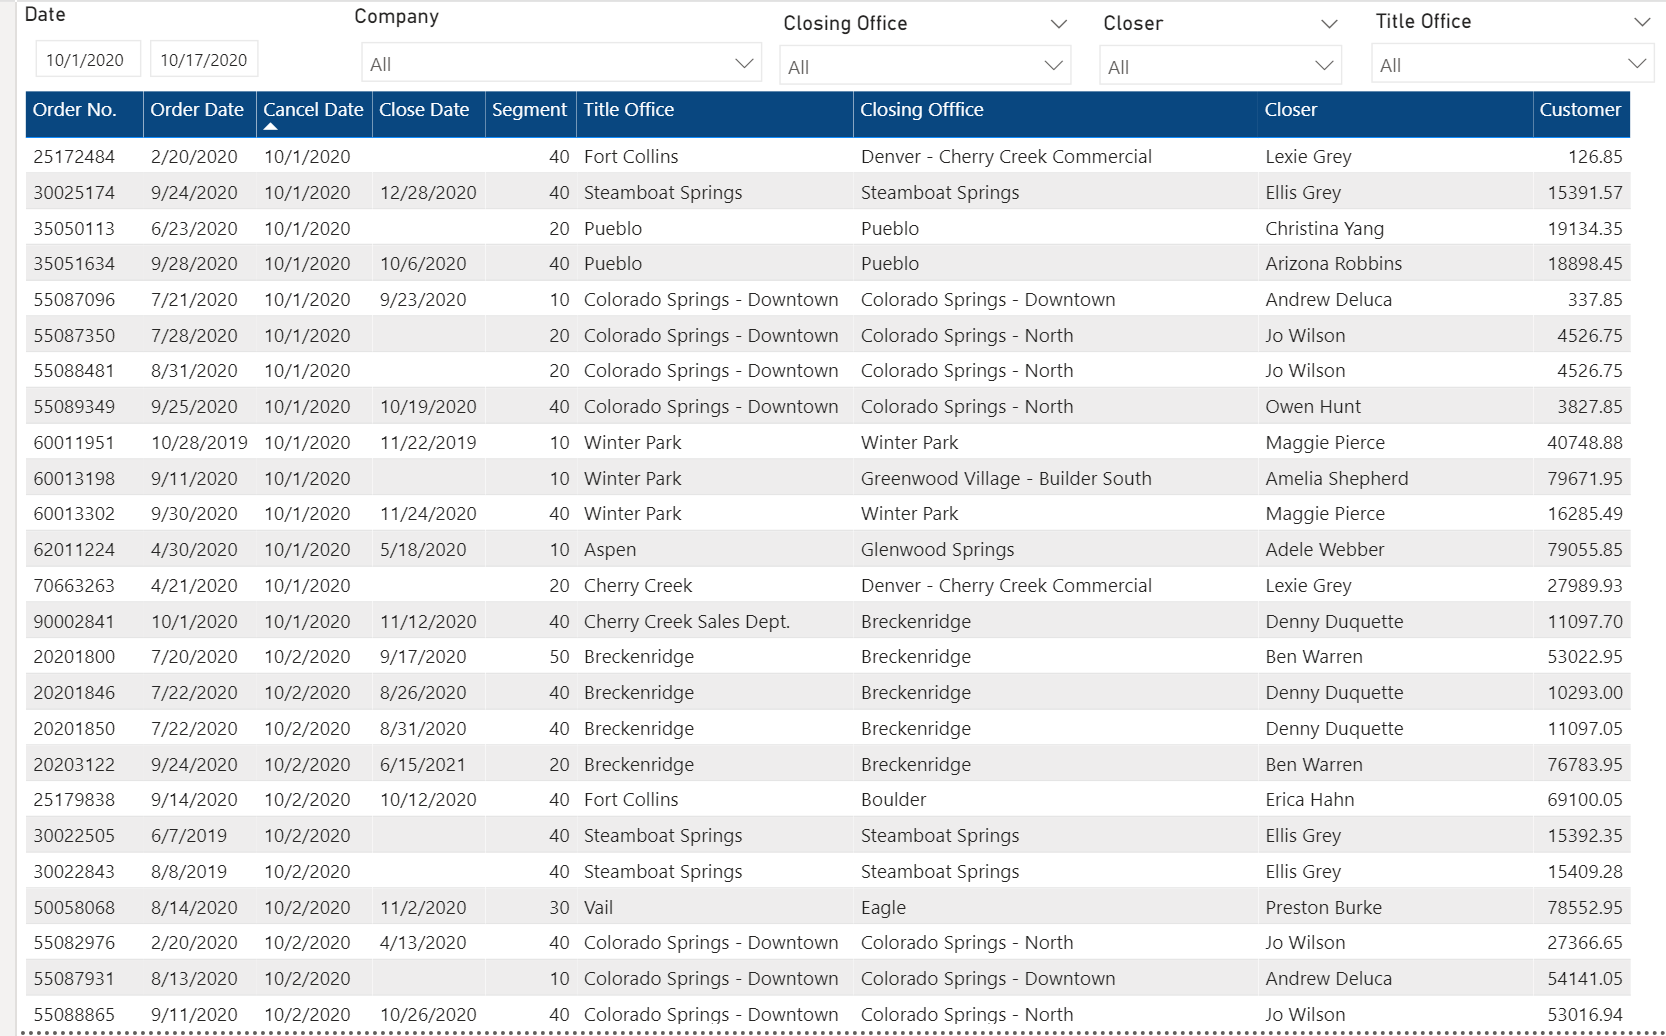 Date Company Closing Office Closer Title Office
10/1/2020 10/17/2020 All All All All
Order No. Order Date Cancel Date Close Date Segment Title Office Closing Offfice Closer Customer
25172484 2/20/2020 10/1/2020 40 Fort Collins Denver - Cherry Creek Commercial Lexie Grey 126.85
30025174 9/24/2020 10/1/2020 12/28/2020 40 Steamboat Springs Steamboat Springs Ellis Grey 15391.57
35050113 6/23/2020 10/1/2020 20 Pueblo Pueblo Christina Yang 19134.35
35051634 9/28/2020 10/1/2020 10/6/2020 40 Pueblo Pueblo Arizona Robbins 18898.45
55087096 7/21/2020 10/1/2020 9/23/2020 10 Colorado Springs - Downtown Colorado Springs - Downtown Andrew Deluca 337.85
55087350 7/28/2020 10/1/2020 20 Colorado Springs - Downtown Colorado Springs - North Jo Wilson 4526.75
55088481 8/31/2020 10/1/2020 20 Colorado Springs - Downtown Colorado Springs - North Jo Wilson 4526.75
55089349 9/25/2020 10/1/2020 10/19/2020 40 Colorado Springs - Downtown Colorado Springs - North Owen Hunt 3827.85
60011951 10/28/2019 10/1/2020 11/22/2019 10 Winter Park Winter Park Maggie Pierce 40748.88
60013198 9/11/2020 10/1/2020 10 Winter Park Greenwood Village - Builder South Amelia Shepherd 79671.95
60013302 9/30/2020 10/1/2020 11/24/2020 40 Winter Park Winter Park Maggie Pierce 16285.49
62011224 4/30/2020 10/1/2020 5/18/2020 10 Aspen Glenwood Springs Adele Webber 79055.85
70663263 4/21/2020 10/1/2020 20 Cherry Creek Denver - Cherry Creek Commercial Lexie Grey 27989.93
90002841 10/1/2020 10/1/2020 11/12/2020 40 Cherry Creek Sales Dept. Breckenridge Denny Duquette 11097.70
20201800 7/20/2020 10/2/2020 9/17/2020 50 Breckenridge Breckenridge Ben Warren 53022.95
20201846 7/22/2020 10/2/2020 8/26/2020 40 Breckenridge Breckenridge Denny Duquette 10293.00
20201850 7/22/2020 10/2/2020 8/31/2020 40 Breckenridge Breckenridge Denny Duquette 11097.05
20203122 9/24/2020 10/2/2020 6/15/2021 20 Breckenridge Breckenridge Ben Warren 76783.95
25179838 9/14/2020 10/2/2020 10/12/2020 40 Fort Collins Boulder Erica Hahn 69100.05
30022505 6/7/2019 10/2/2020 40 Steamboat Springs Steamboat Springs Ellis Grey 15392.35
30022843 8/8/2019 10/2/2020 40 Steamboat Springs Steamboat Springs Ellis Grey 15409.28
50058068 8/14/2020 10/2/2020 11/2/2020 30 Vail Eagle Preston Burke 78552.95
55082976 2/20/2020 10/2/2020 4/13/2020 40 Colorado Springs - Downtown Colorado Springs - North Jo Wilson 27366.65
55087931 8/13/2020 10/2/2020 10 Colorado Springs - Downtown Colorado Springs - Downtown Andrew Deluca 54141.05
55088865 9/11/2020 10/2/2020 10/26/2020 40 Colorado Springs - Downtown Colorado Springs - North Jo Wilson 53016.94